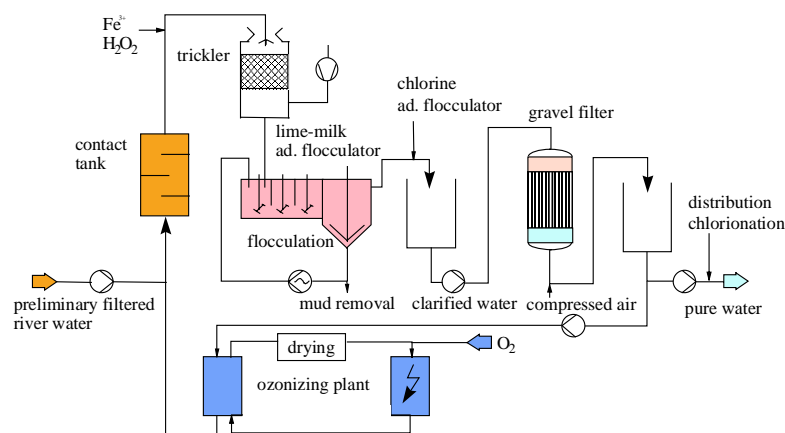 Fe³⁺
H₂O₂
trickler
contact
tank
lime-milk
ad. flocculator
chlorine
ad. flocculator
gravel filter
flocculation
distribution
chlorionation
preliminary filtered
river water
mud removal
clarified water
compressed air
pure water
drying
O₂
ozonizing plant